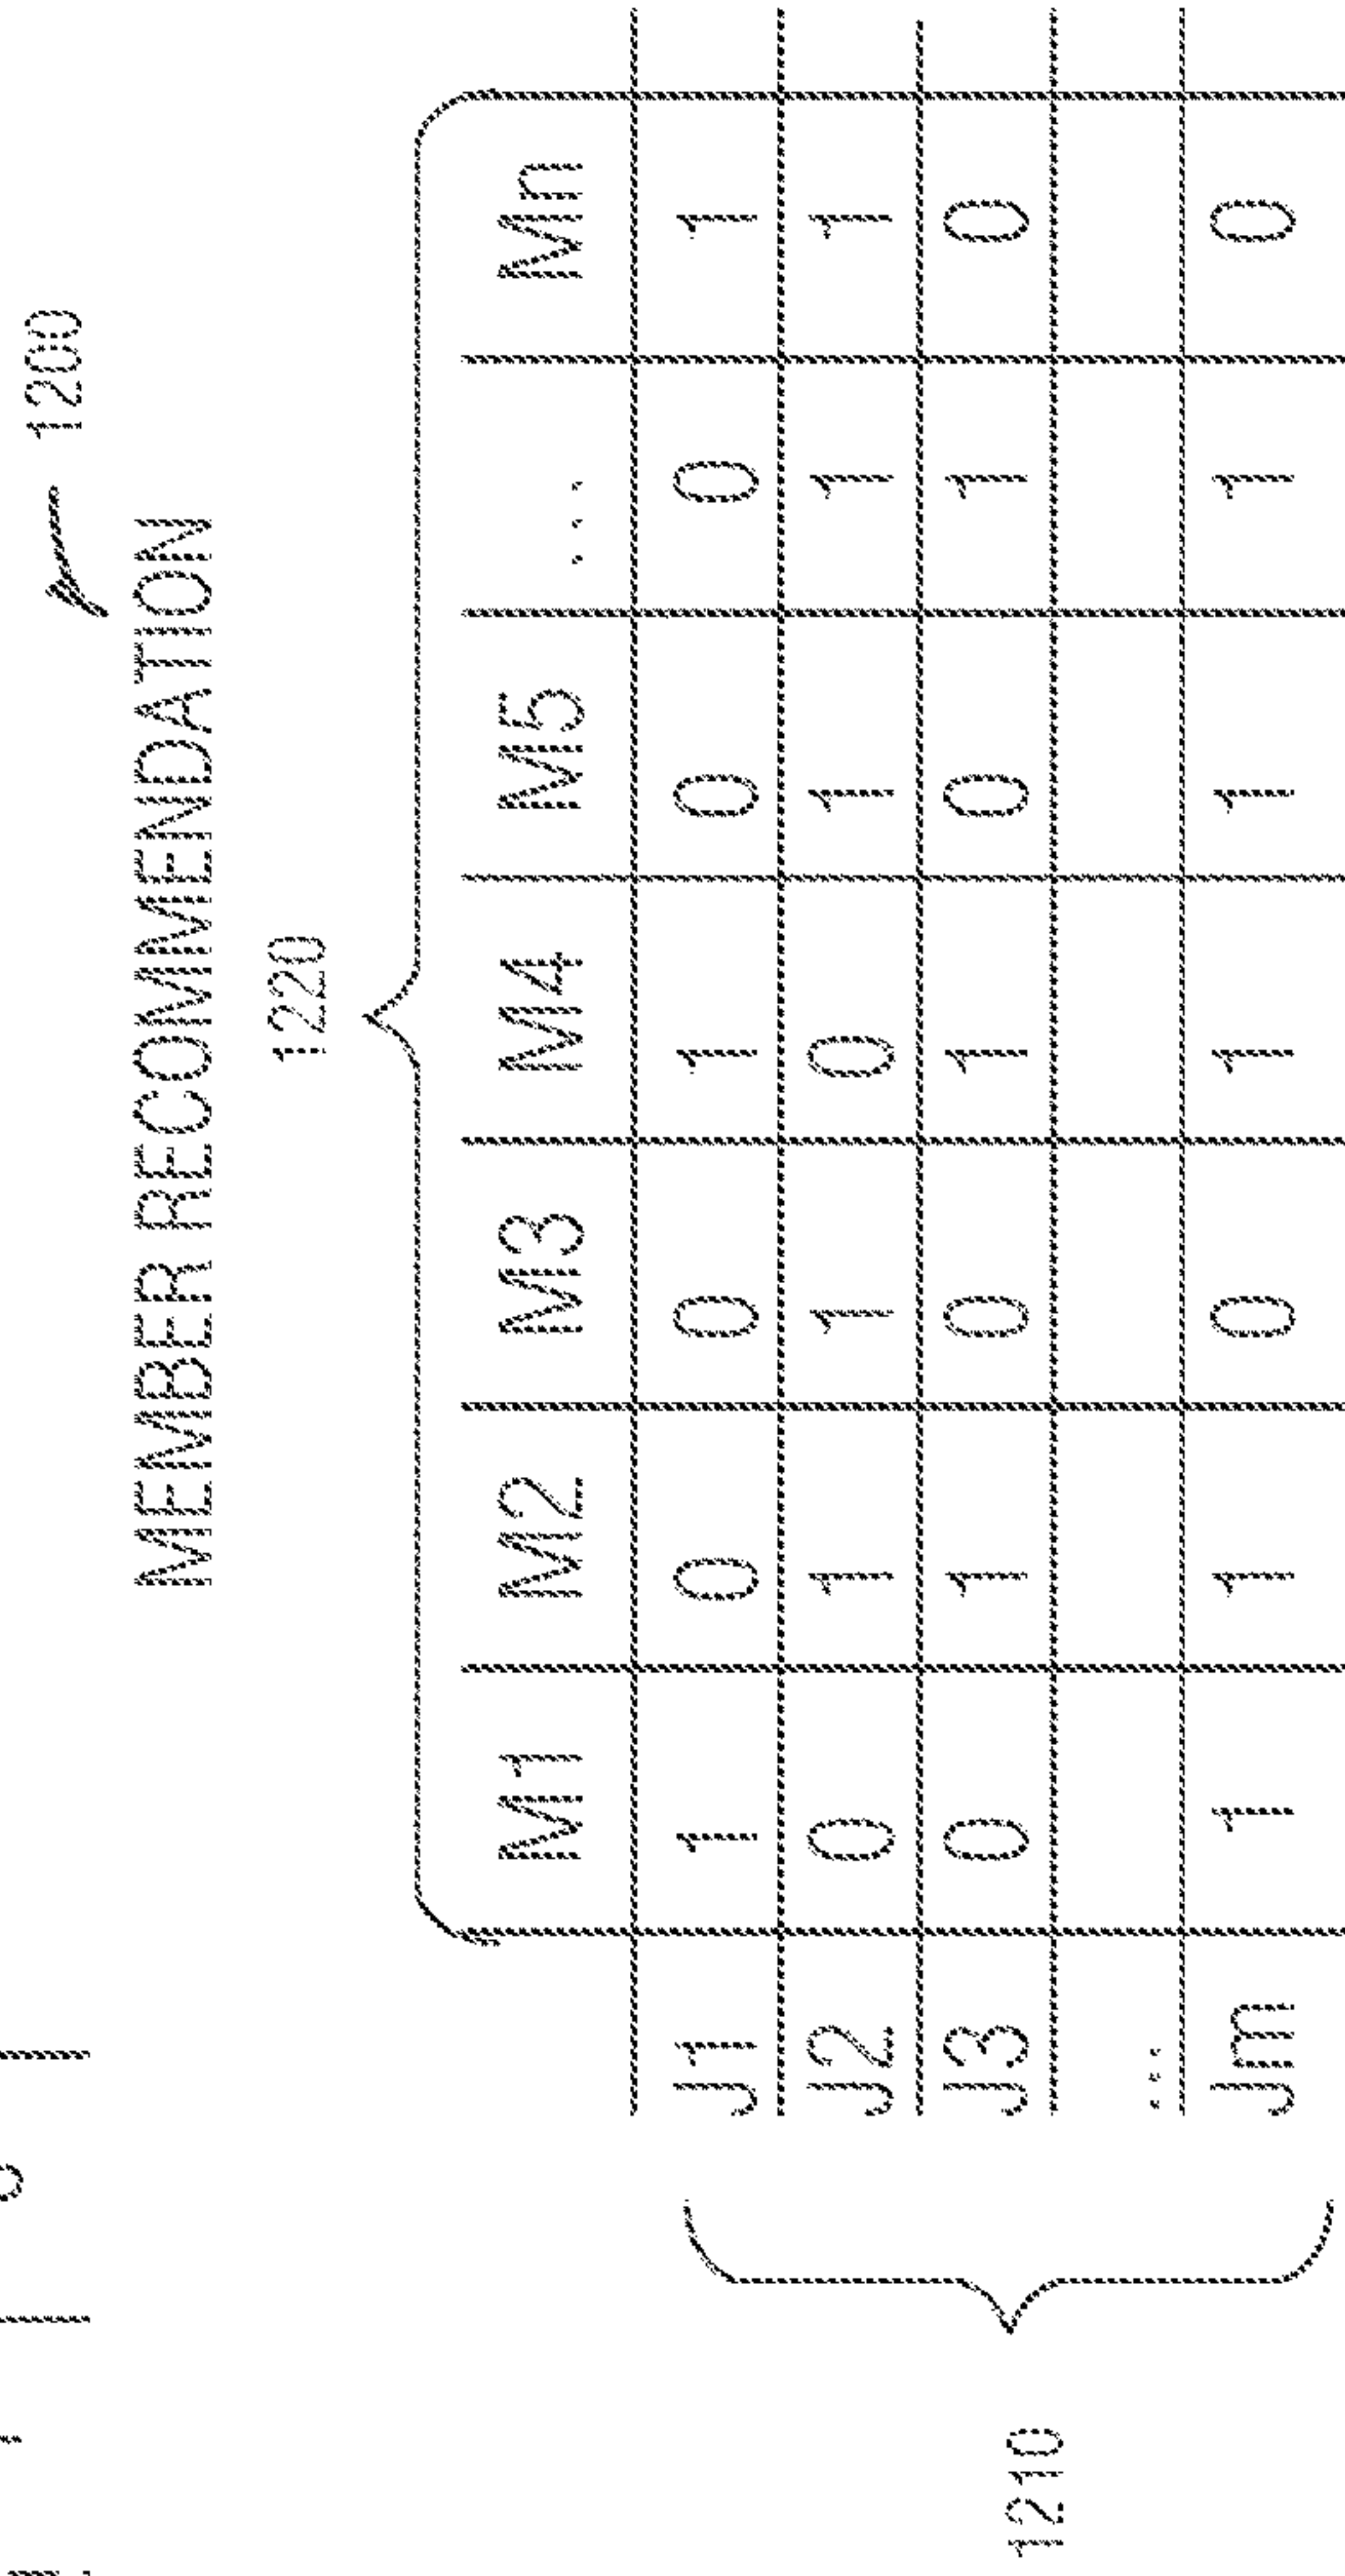 1200
MEMBER RECOMMENDATION
1220
M1 M2 M3 M4 M5 ... Mn
J1 1 0 0 1 0 0 1
J2 0 1 1 0 1 1 1
J3 0 1 0 1 0 1 0
...
Jm 1 1 0 1 1 1 0
1210